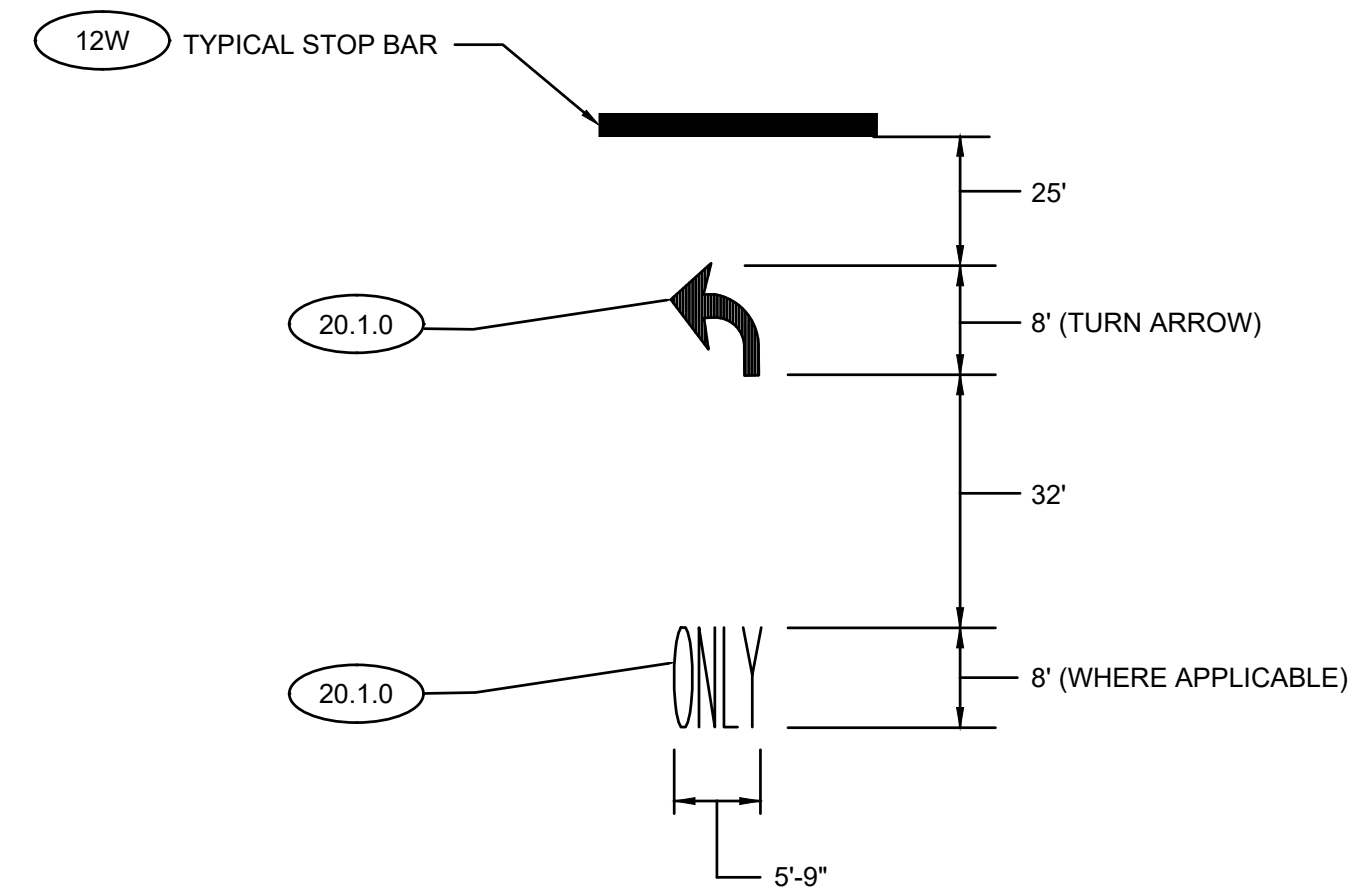 12W TYPICAL STOP BAR
25'
20.1.0
8' (TURN ARROW)
32'
20.1.0
ONLY
8' (WHERE APPLICABLE)
5'-9"